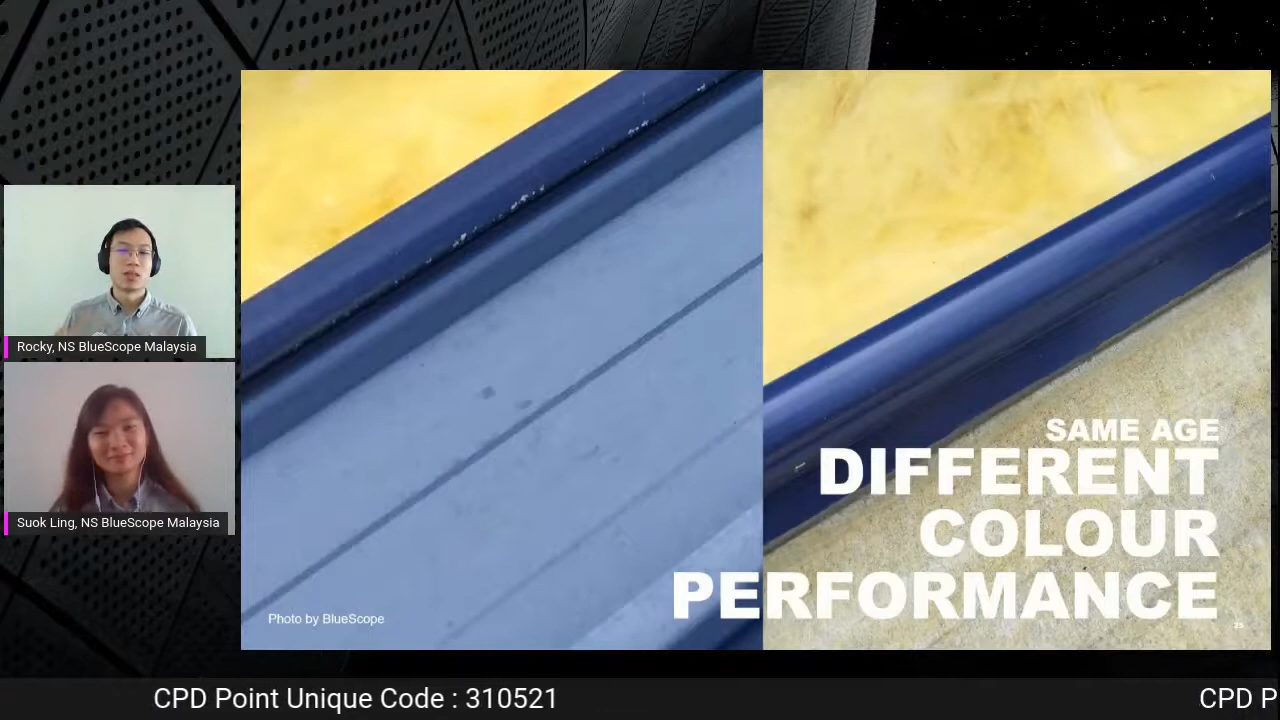 Rocky, NS BlueScope Malaysia
Suok Ling, NS BlueScope Malaysia
SAME AGE
DIFFERENT
COLOUR
PERFORMANCE
Photo by BlueScope
25
CPD Point Unique Code : 310521
CPD P